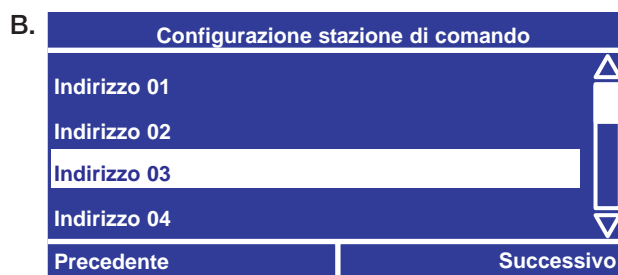 B.
Configurazione stazione di comando
Indirizzo 01
Indirizzo 02
Indirizzo 03
Indirizzo 04
Precedente Successivo